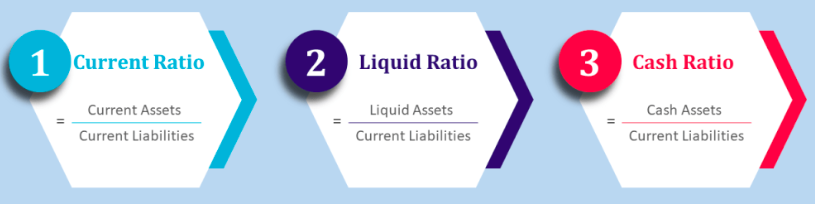 1 Current Ratio
Current Assets
=
Current Liabilities
2 Liquid Ratio
Liquid Assets
=
Current Liabilities
3 Cash Ratio
Cash Assets
=
Current Liabilities